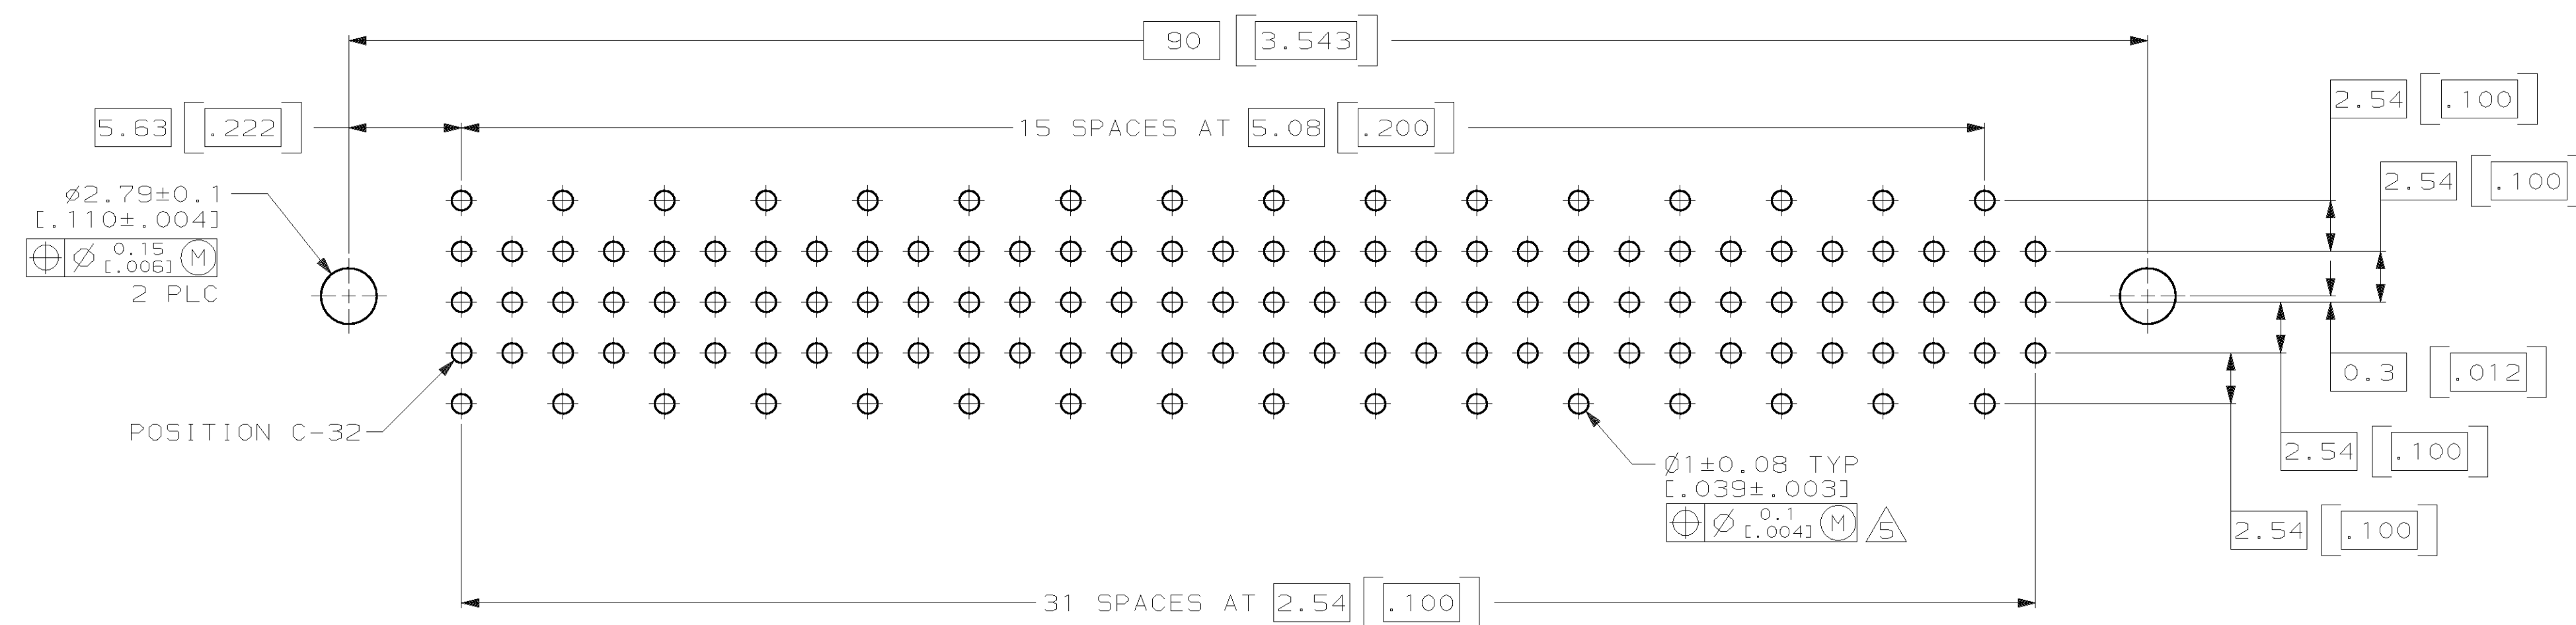 90 [3.543]
5.63 [.222]
15 SPACES AT 5.08 [.200]
2.54 [.100]
2.54 [.100]
ø2.79±0.1
[.110±.004]
⌖ ø 0.15 Ⓜ
[.006]
2 PLC
0.3 [.012]
POSITION C-32
2.54 [.100]
ø1±0.08 TYP
[.039±.003]
⌖ ø 0.1 Ⓜ 5
[.004]
2.54 [.100]
31 SPACES AT 2.54 [.100]